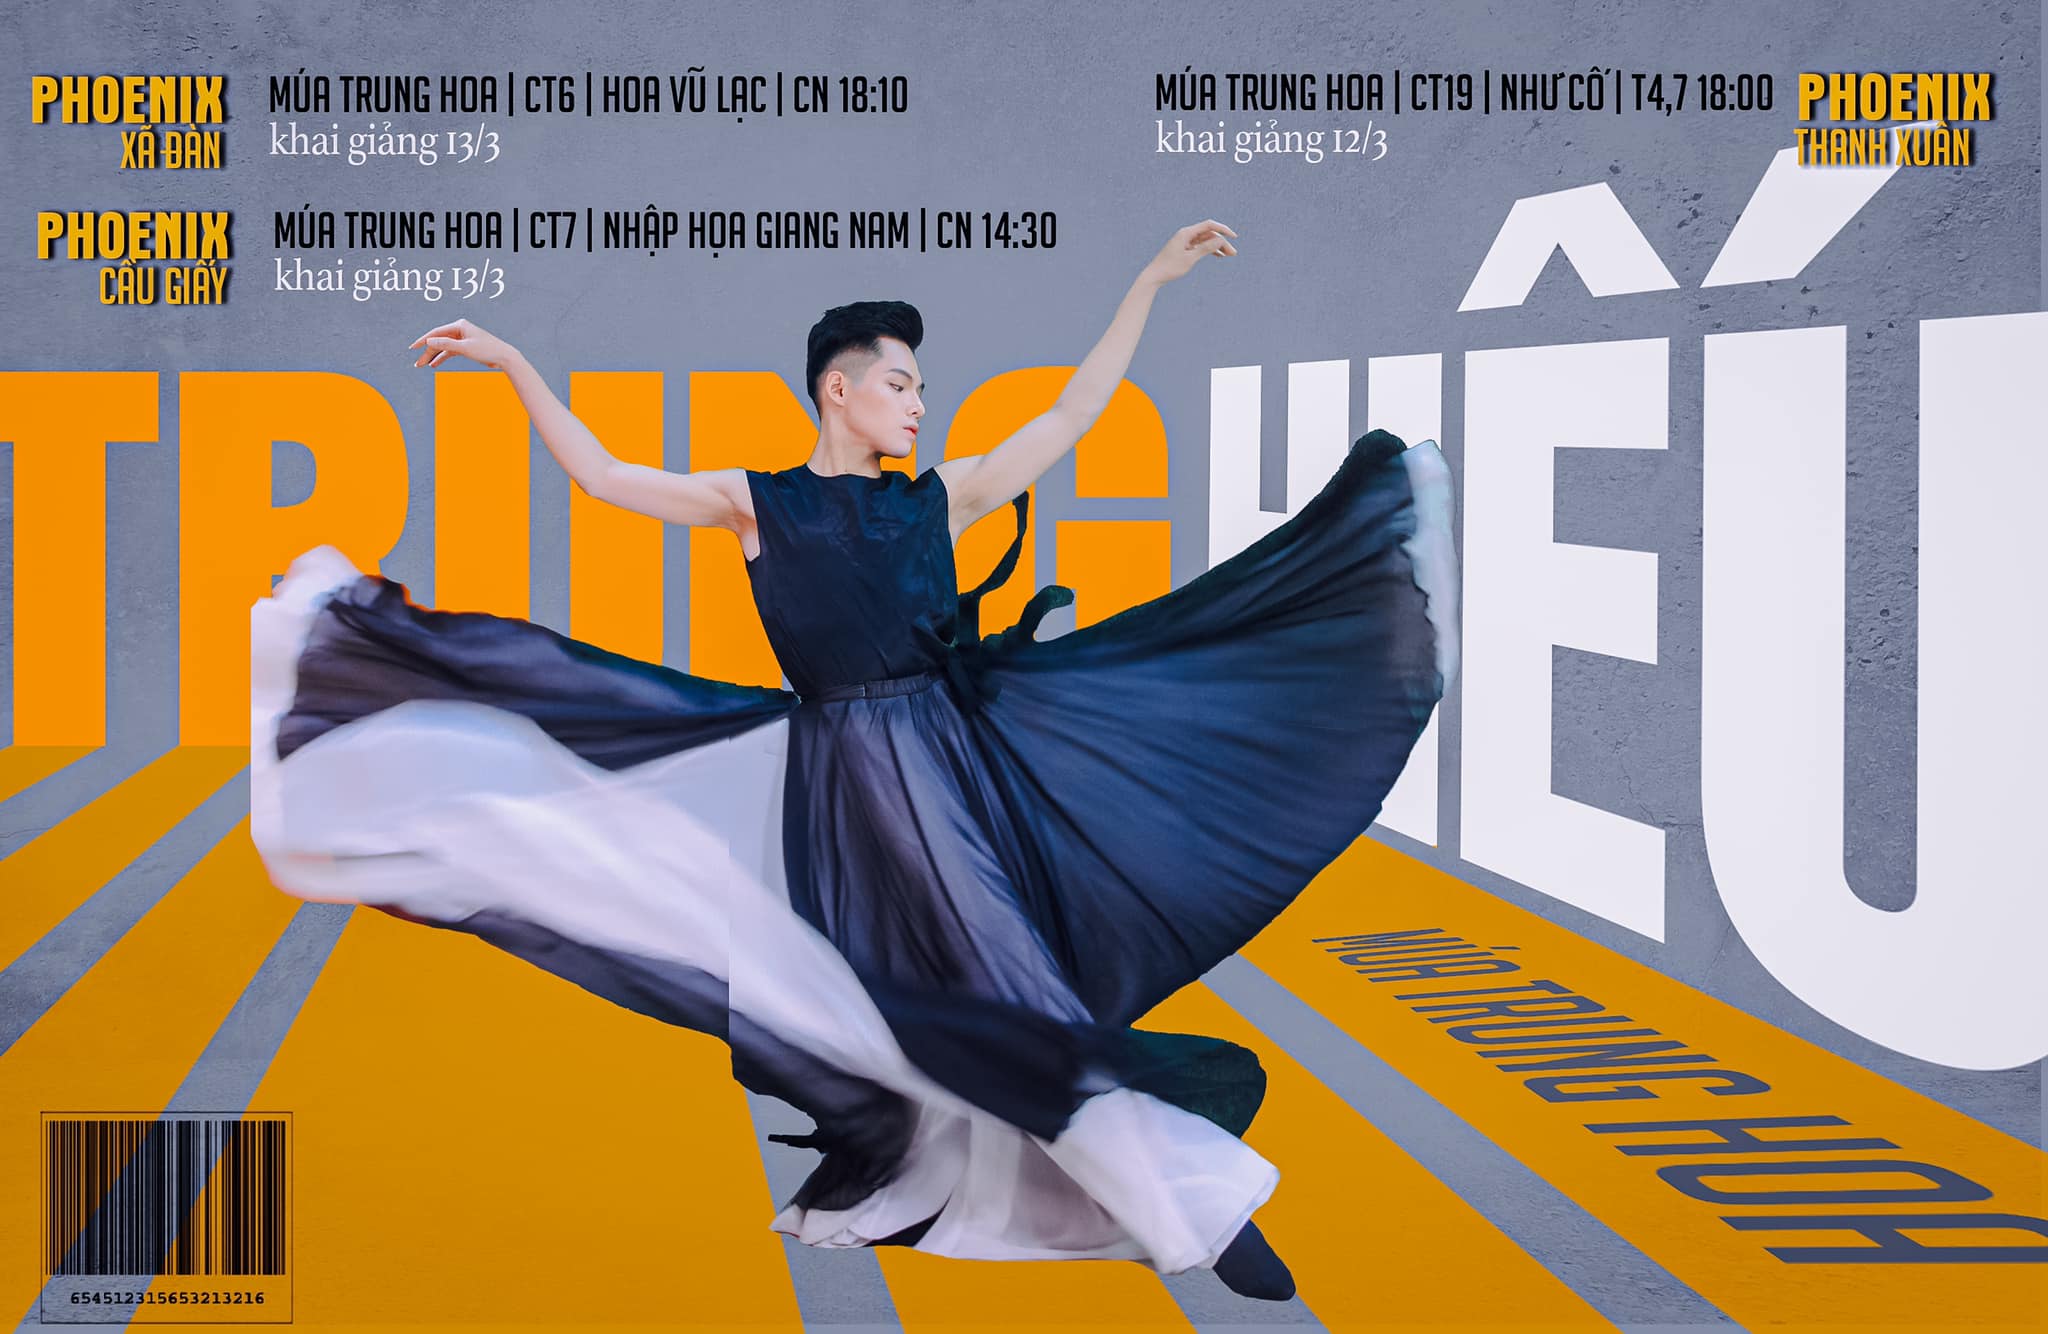 PHOENIX
XÃ ĐÀN
MÚA TRUNG HOA | CT6 | HOA VŨ LẠC | CN 18:10
khai giảng 13/3
PHOENIX
CẦU GIẤY
MÚA TRUNG HOA | CT7 | NHẬP HỌA GIANG NAM | CN 14:30
khai giảng 13/3
MÚA TRUNG HOA | CT19 | NHƯ CỐ | T4,7 18:00
khai giảng 12/3
PHOENIX
THANH XUÂN
TRUNG HIẾU
MÚA TRUNG HOA
654512315653213216